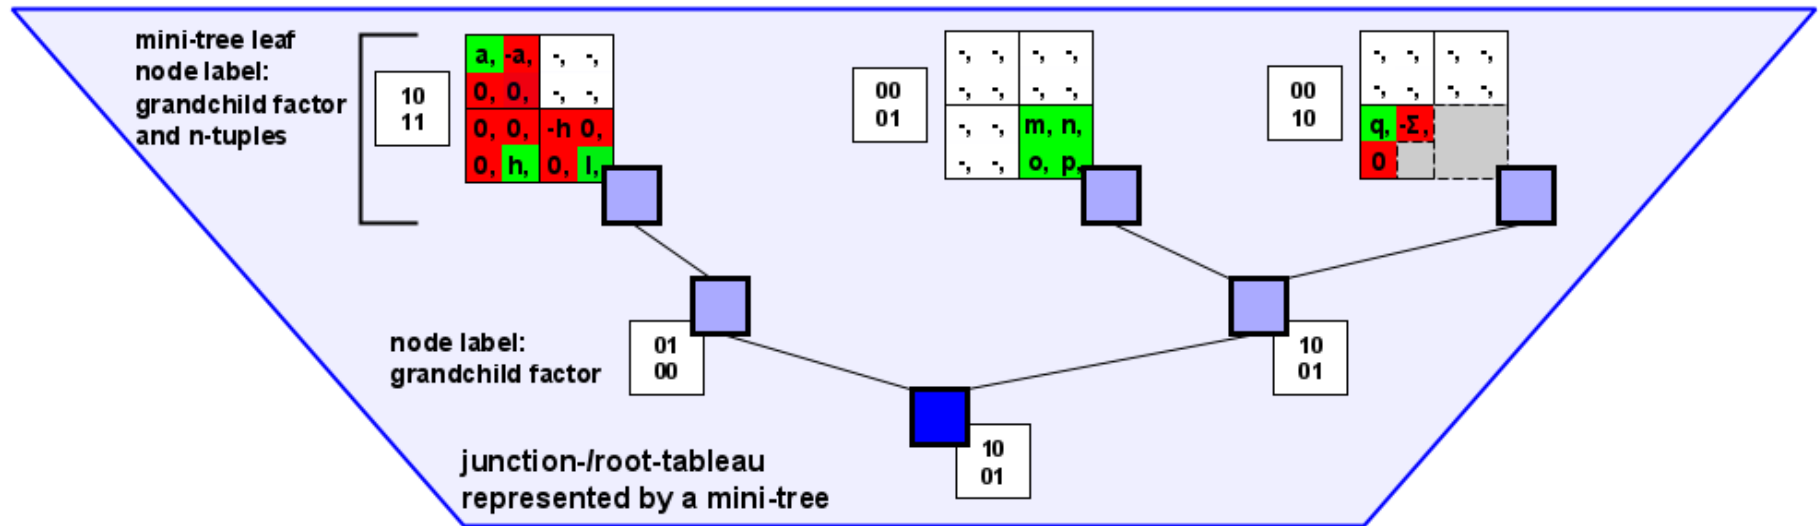 mini-tree leaf
node label:
grandchild factor
and n-tuples
10
11
a, -a, -, -,
0, 0, -, -,
0, 0, -h 0,
0, h, 0, l,
00
01
-, -, -, -,
-, -, -, -,
-, -, m, n,
-, -, o, p,
00
10
-, -, -, -,
-, -, -, -,
q, -Σ,
0
node label:
grandchild factor
01
00
10
01
10
01
junction-/root-tableau
represented by a mini-tree